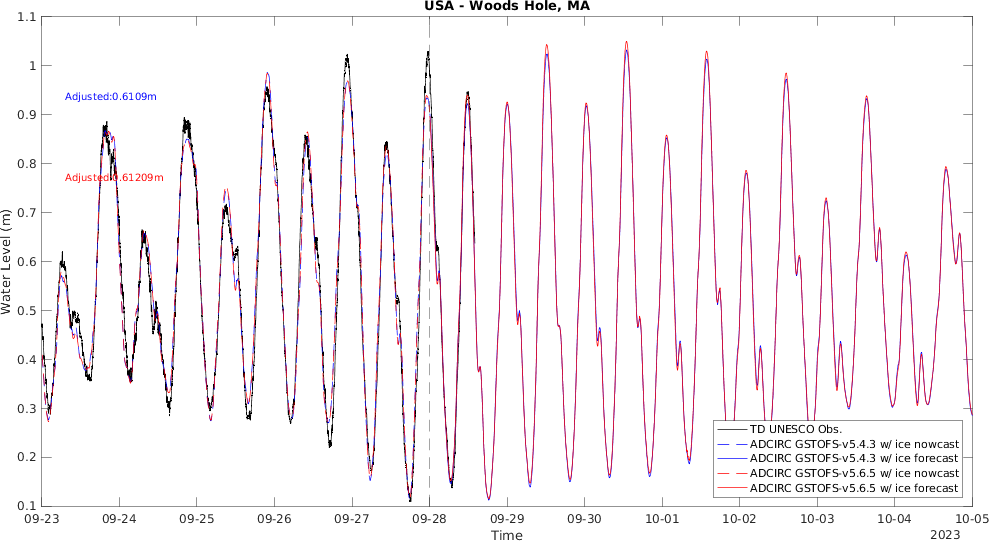 USA - Woods Hole, MA
1.1
1
0.9
0.8
0.7
0.6
0.5
0.4
0.3
0.2
0.1
Water Level (m)
Adjusted:0.6109m
Adjusted:0.61209m
TD UNESCO Obs.
ADCIRC GSTOFS-v5.4.3 w/ ice nowcast
ADCIRC GSTOFS-v5.4.3 w/ ice forecast
ADCIRC GSTOFS-v5.6.5 w/ ice nowcast
ADCIRC GSTOFS-v5.6.5 w/ ice forecast
09-23 09-24 09-25 09-26 09-27 09-28 09-29 09-30 10-01 10-02 10-03 10-04 10-05
Time
2023